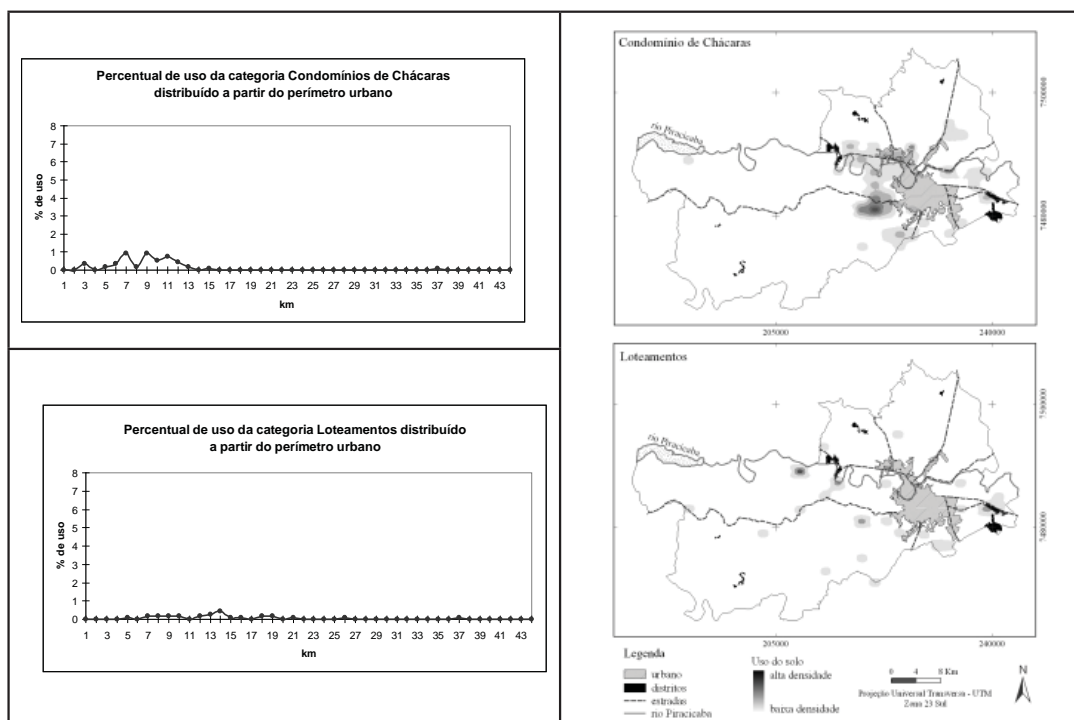 Percentual de uso da categoria Condomínios de Chácaras
distribuído a partir do perímetro urbano
% de uso
8
7
6
5
4
3
2
1
0
1 3 5 7 9 11 13 15 17 19 21 23 25 27 29 31 33 35 37 39 41 43
km
Percentual de uso da categoria Loteamentos distribuído
a partir do perímetro urbano
% de uso
8
7
6
5
4
3
2
1
0
1 3 5 7 9 11 13 15 17 19 21 23 25 27 29 31 33 35 37 39 41 43
km
Condomínio de Chácaras
rio Piracicaba
7500000
7480000
205000 240000
Loteamentos
rio Piracicaba
7500000
7480000
205000 240000
Legenda
urbano
distritos
estradas
rio Piracicaba
Uso do solo
alta densidade
baixa densidade
0 4 8 Km
Projeção Universal Transversa - UTM
Zona 23 Sul
N